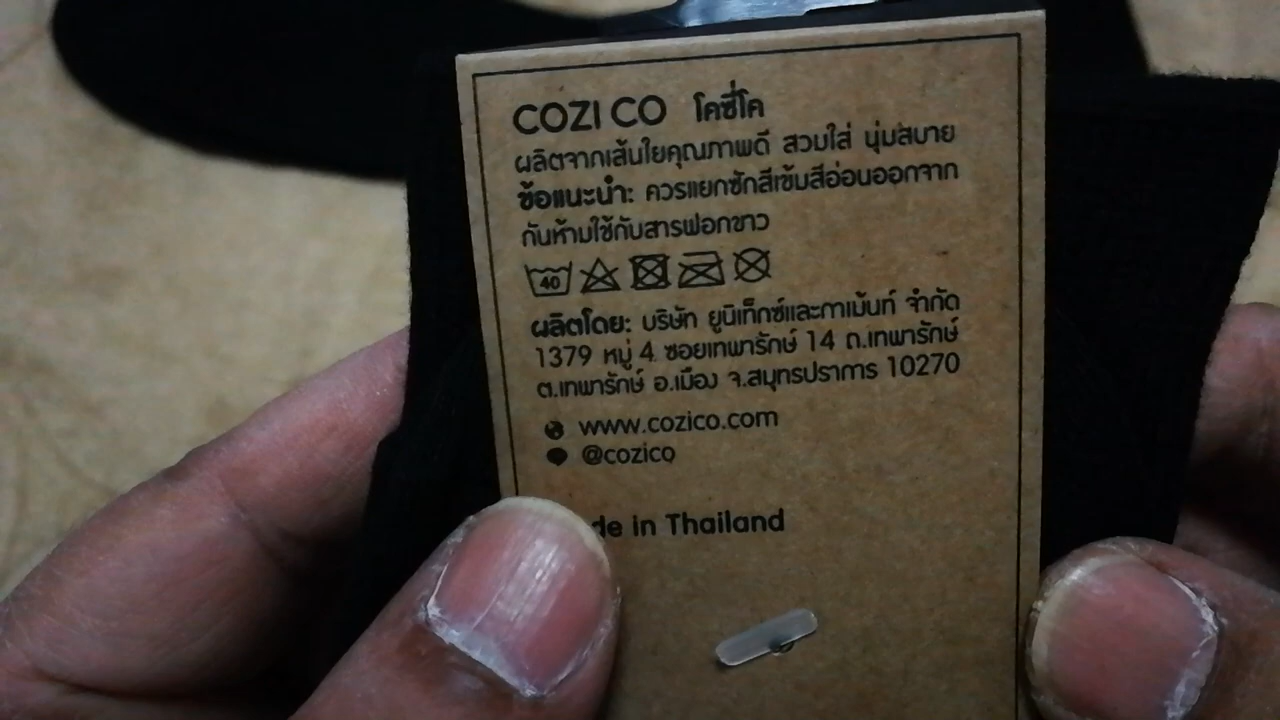 COZI CO โคซี่โค
ผลิตจากเส้นใยคุณภาพดี สวมใส่ นุ่มสบาย
ข้อแนะนำ: ควรแยกซักสีเข้มสีอ่อนออกจาก
กันห้ามใช้กับสารฟอกขาว
40
ผลิตโดย: บริษัท ยูนิเท็กซ์และกาเม้นท์ จำกัด
1379 หมู่ 4 ซอยเทพารักษ์ 14 ถ.เทพารักษ์
ต.เทพารักษ์ อ.เมือง จ.สมุทรปราการ 10270
www.cozico.com
@cozico
in Thailand